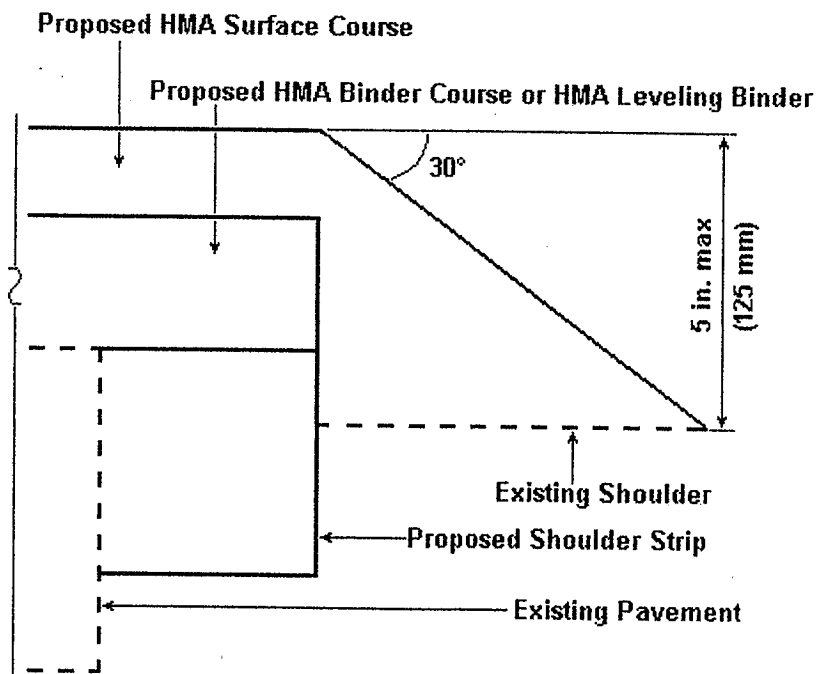 Proposed HMA Surface Course
Proposed HMA Binder Course or HMA Leveling Binder
30°
5 in. max
(125 mm)
Existing Shoulder
Proposed Shoulder Strip
Existing Pavement